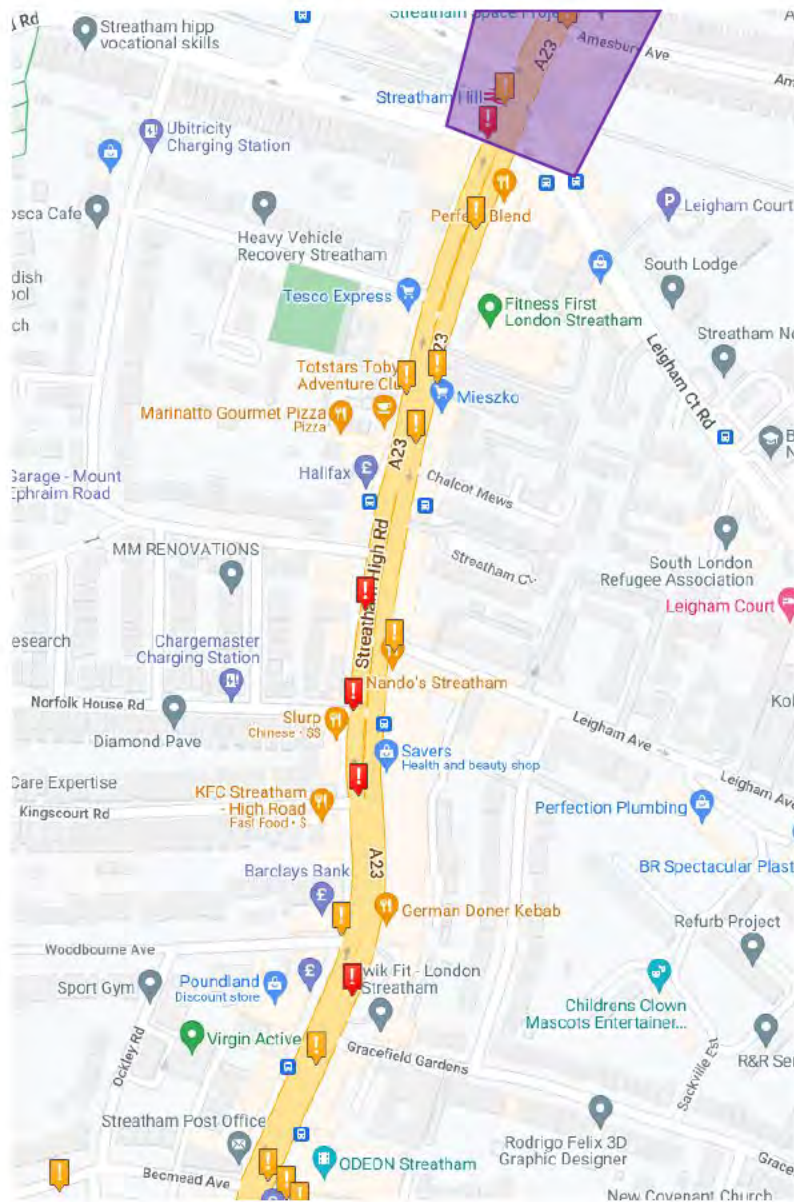 Rd
Streatham hipp
vocational skills
Streatham Space Proje
Amesbury Ave
A23
Streatham Hill
Ubitricity
Charging Station
Perfect Blend
Leigham Court
osca Cafe
Heavy Vehicle
Recovery Streatham
South Lodge
dish
ool
ch
Tesco Express
Fitness First
London Streatham
Streatham Ne
Leigham Ct Rd
23
Totstars Toby
Adventure Clu
Mieszko
Marinatto Gourmet Pizza
Pizza
A23
Halifax
Garage - Mount
Ephraim Road
Chalcot Mews
MM RENOVATIONS
Streatham High Rd
Streatham Ct
South London
Refugee Association
Leigham Court
esearch
Chargemaster
Charging Station
Nando's Streatham
Norfolk House Rd
Slurp
Chinese · $$
Diamond Pave
Leigham Ave
Savers
Health and beauty shop
Leigham Ave
Care Expertise
KFC Streatham
- High Road
Fast Food · $
Kingscourt Rd
Perfection Plumbing
A23
Barclays Bank
BR Spectacular Plast
German Doner Kebab
Refurb Project
Woodbourne Ave
Sport Gym
Poundland
Discount store
wik Fit - London
Streatham
Childrens Clown
Mascots Entertainer...
Virgin Active
Ockley Rd
Gracefield Gardens
R&R Ser
Sackville Est
Streatham Post Office
Rodrigo Felix 3D
Graphic Designer
ODEON Streatham
Becmead Ave
Grace
New Covenant Church